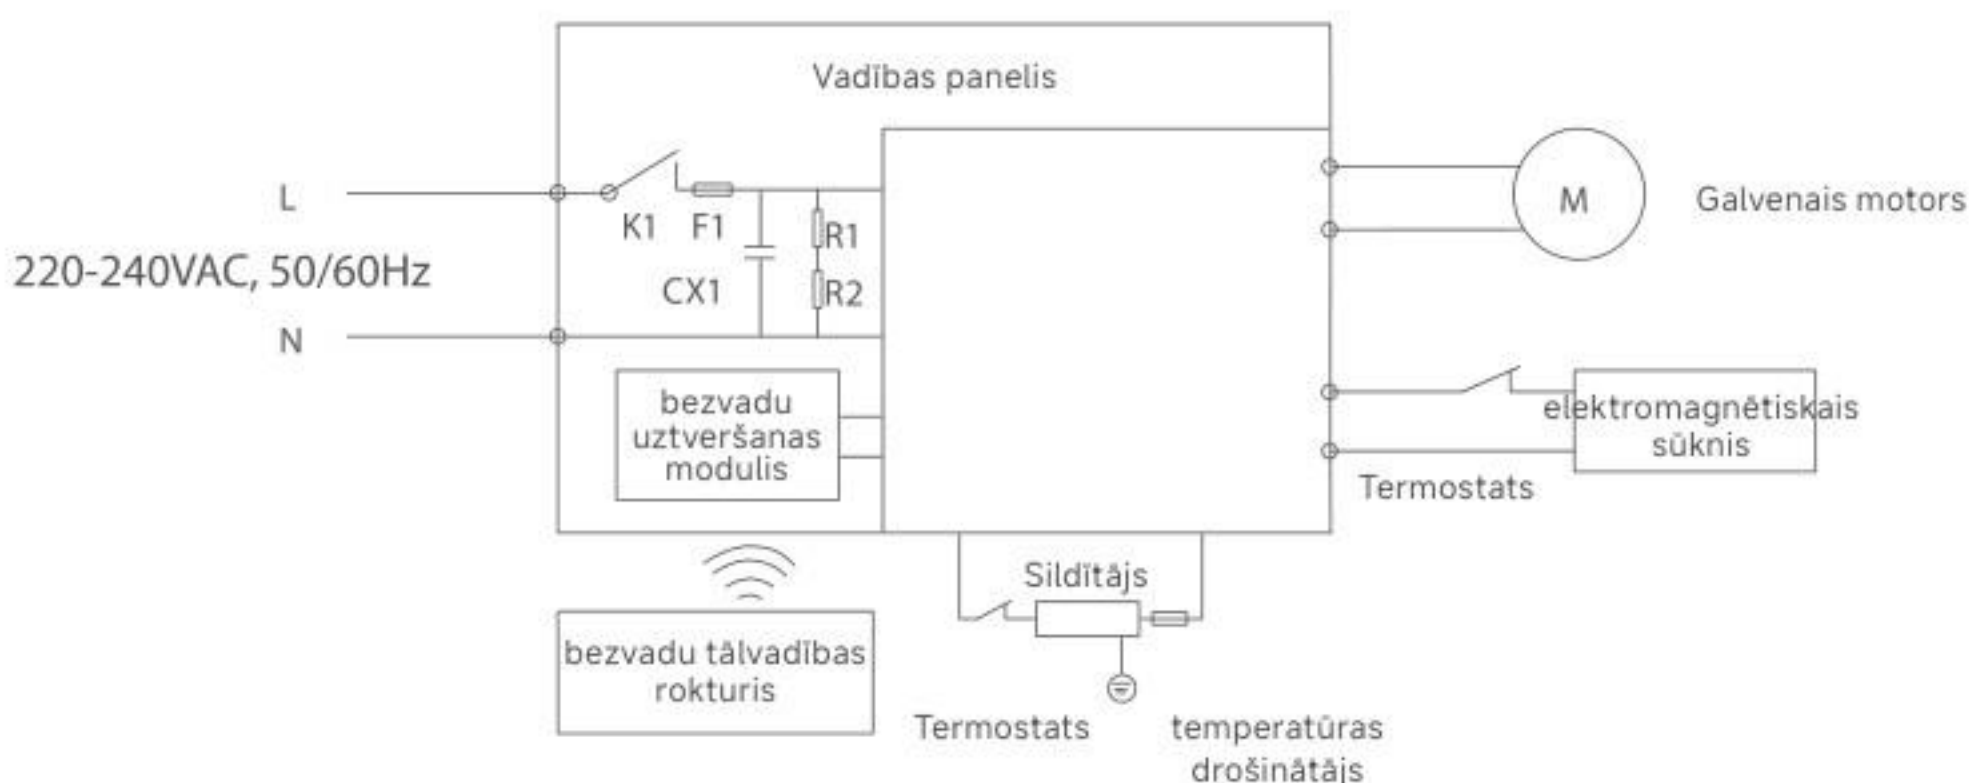 Vadības panelis
L
K1
F1
R1
M
Galvenais motors
220-240VAC, 50/60Hz
CX1
R2
N
bezvadu
uztveršanas
modulis
elektromagnētiskais
sūknis
Termostats
Sildītājs
bezvadu tālvadības
rokturis
Termostats
temperatūras
drošinātājs